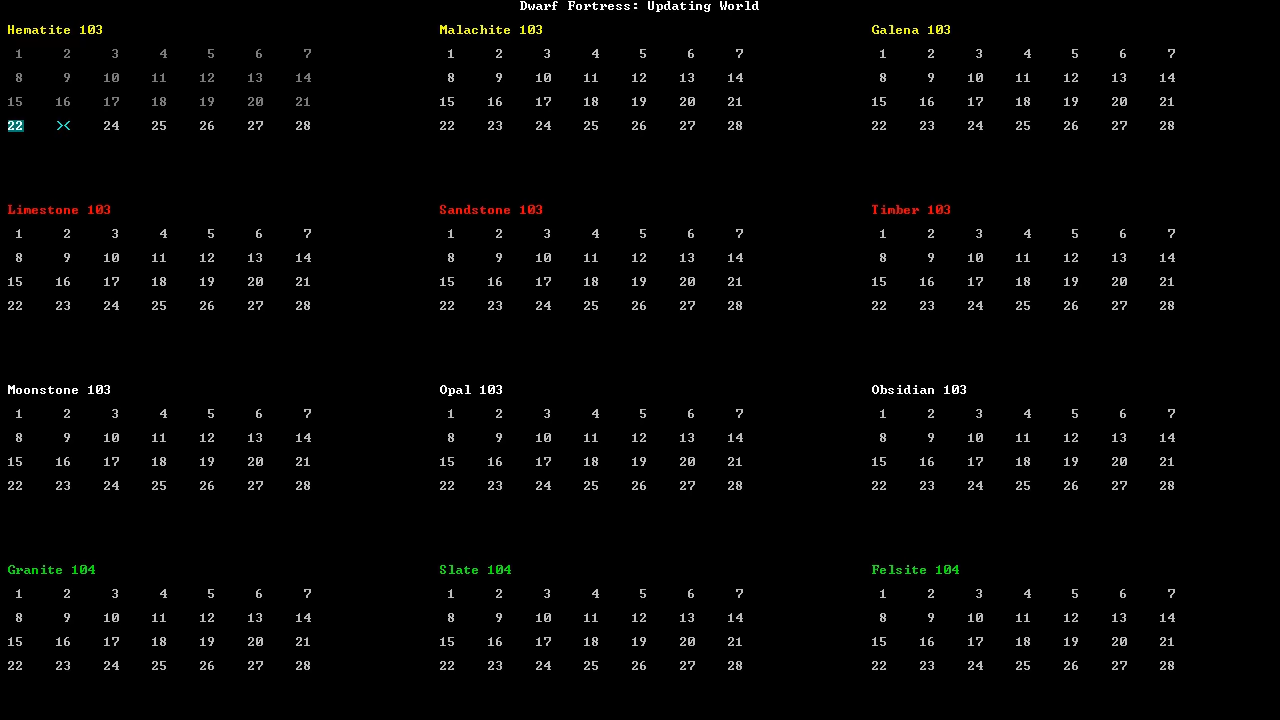 Dwarf Fortress: Updating World
Hematite 103 Malachite 103 Galena 103
1 2 3 4 5 6 7 1 2 3 4 5 6 7 1 2 3 4 5 6 7
8 9 10 11 12 13 14 8 9 10 11 12 13 14 8 9 10 11 12 13 14
15 16 17 18 19 20 21 15 16 17 18 19 20 21 15 16 17 18 19 20 21
22 >< 24 25 26 27 28 22 23 24 25 26 27 28 22 23 24 25 26 27 28
Limestone 103 Sandstone 103 Timber 103
1 2 3 4 5 6 7 1 2 3 4 5 6 7 1 2 3 4 5 6 7
8 9 10 11 12 13 14 8 9 10 11 12 13 14 8 9 10 11 12 13 14
15 16 17 18 19 20 21 15 16 17 18 19 20 21 15 16 17 18 19 20 21
22 23 24 25 26 27 28 22 23 24 25 26 27 28 22 23 24 25 26 27 28
Moonstone 103 Opal 103 Obsidian 103
1 2 3 4 5 6 7 1 2 3 4 5 6 7 1 2 3 4 5 6 7
8 9 10 11 12 13 14 8 9 10 11 12 13 14 8 9 10 11 12 13 14
15 16 17 18 19 20 21 15 16 17 18 19 20 21 15 16 17 18 19 20 21
22 23 24 25 26 27 28 22 23 24 25 26 27 28 22 23 24 25 26 27 28
Granite 104 Slate 104 Felsite 104
1 2 3 4 5 6 7 1 2 3 4 5 6 7 1 2 3 4 5 6 7
8 9 10 11 12 13 14 8 9 10 11 12 13 14 8 9 10 11 12 13 14
15 16 17 18 19 20 21 15 16 17 18 19 20 21 15 16 17 18 19 20 21
22 23 24 25 26 27 28 22 23 24 25 26 27 28 22 23 24 25 26 27 28